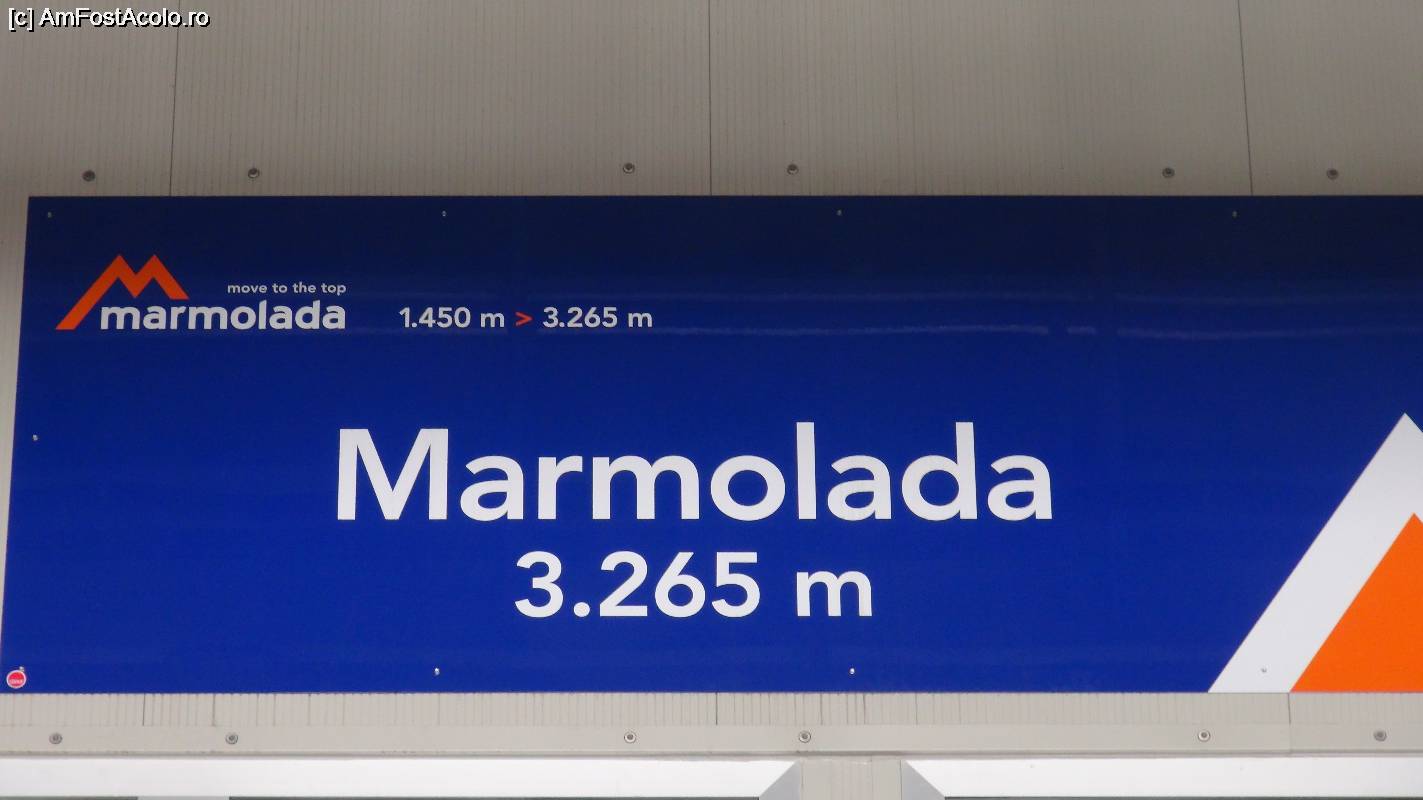 [c] AmFostAcolo.ro
move to the top
marmolada 1.450 m > 3.265 m
Marmolada
3.265 m